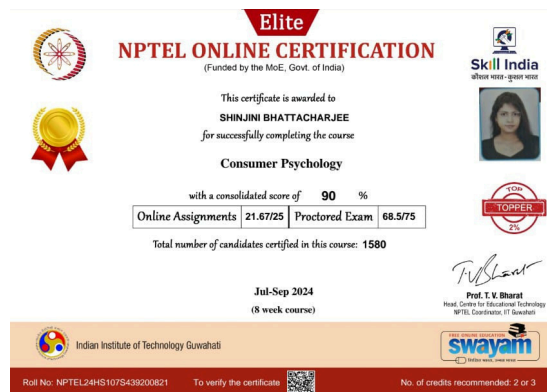 Elite
NPTEL ONLINE CERTIFICATION
(Funded by the MoE, Govt. of India)
Skill India
कौशल भारत - कुशल भारत
This certificate is awarded to
SHINJINI BHATTACHARJEE
for successfully completing the course
Consumer Psychology
with a consolidated score of 90 %
Online Assignments 21.67/25 Proctored Exam 68.5/75
TOP
TOPPER
2%
Total number of candidates certified in this course: 1580
Jul-Sep 2024
(8 week course)
Prof. T. V. Bharat
Head, Centre for Educational Technology
NPTEL Coordinator, IIT Guwahati
Indian Institute of Technology Guwahati
FREE ONLINE EDUCATION
swayam
Roll No: NPTEL24HS107S439200821 To verify the certificate No. of credits recommended: 2 or 3